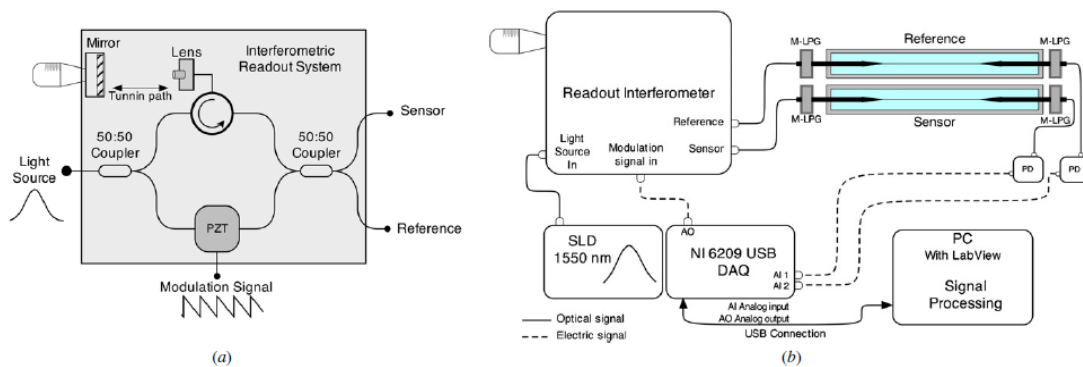 Mirror
Lens
Interferometric
Readout System
Tunnin path
50:50
Coupler
50:50
Coupler
Sensor
Light
Source
PZT
Reference
Modulation Signal
(a)
M-LPG
Reference
M-LPG
Readout Interferometer
M-LPG
Sensor
M-LPG
Reference
Light
Source
In
Modulation
signal in
Sensor
PD
PD
SLD
1550 nm
AO
NI 6209 USB
DAQ
AI 1
AI 2
PC
With LabView
Signal
Processing
Optical signal
Electric signal
AI Analog input
AO Analog output
USB Connection
(b)